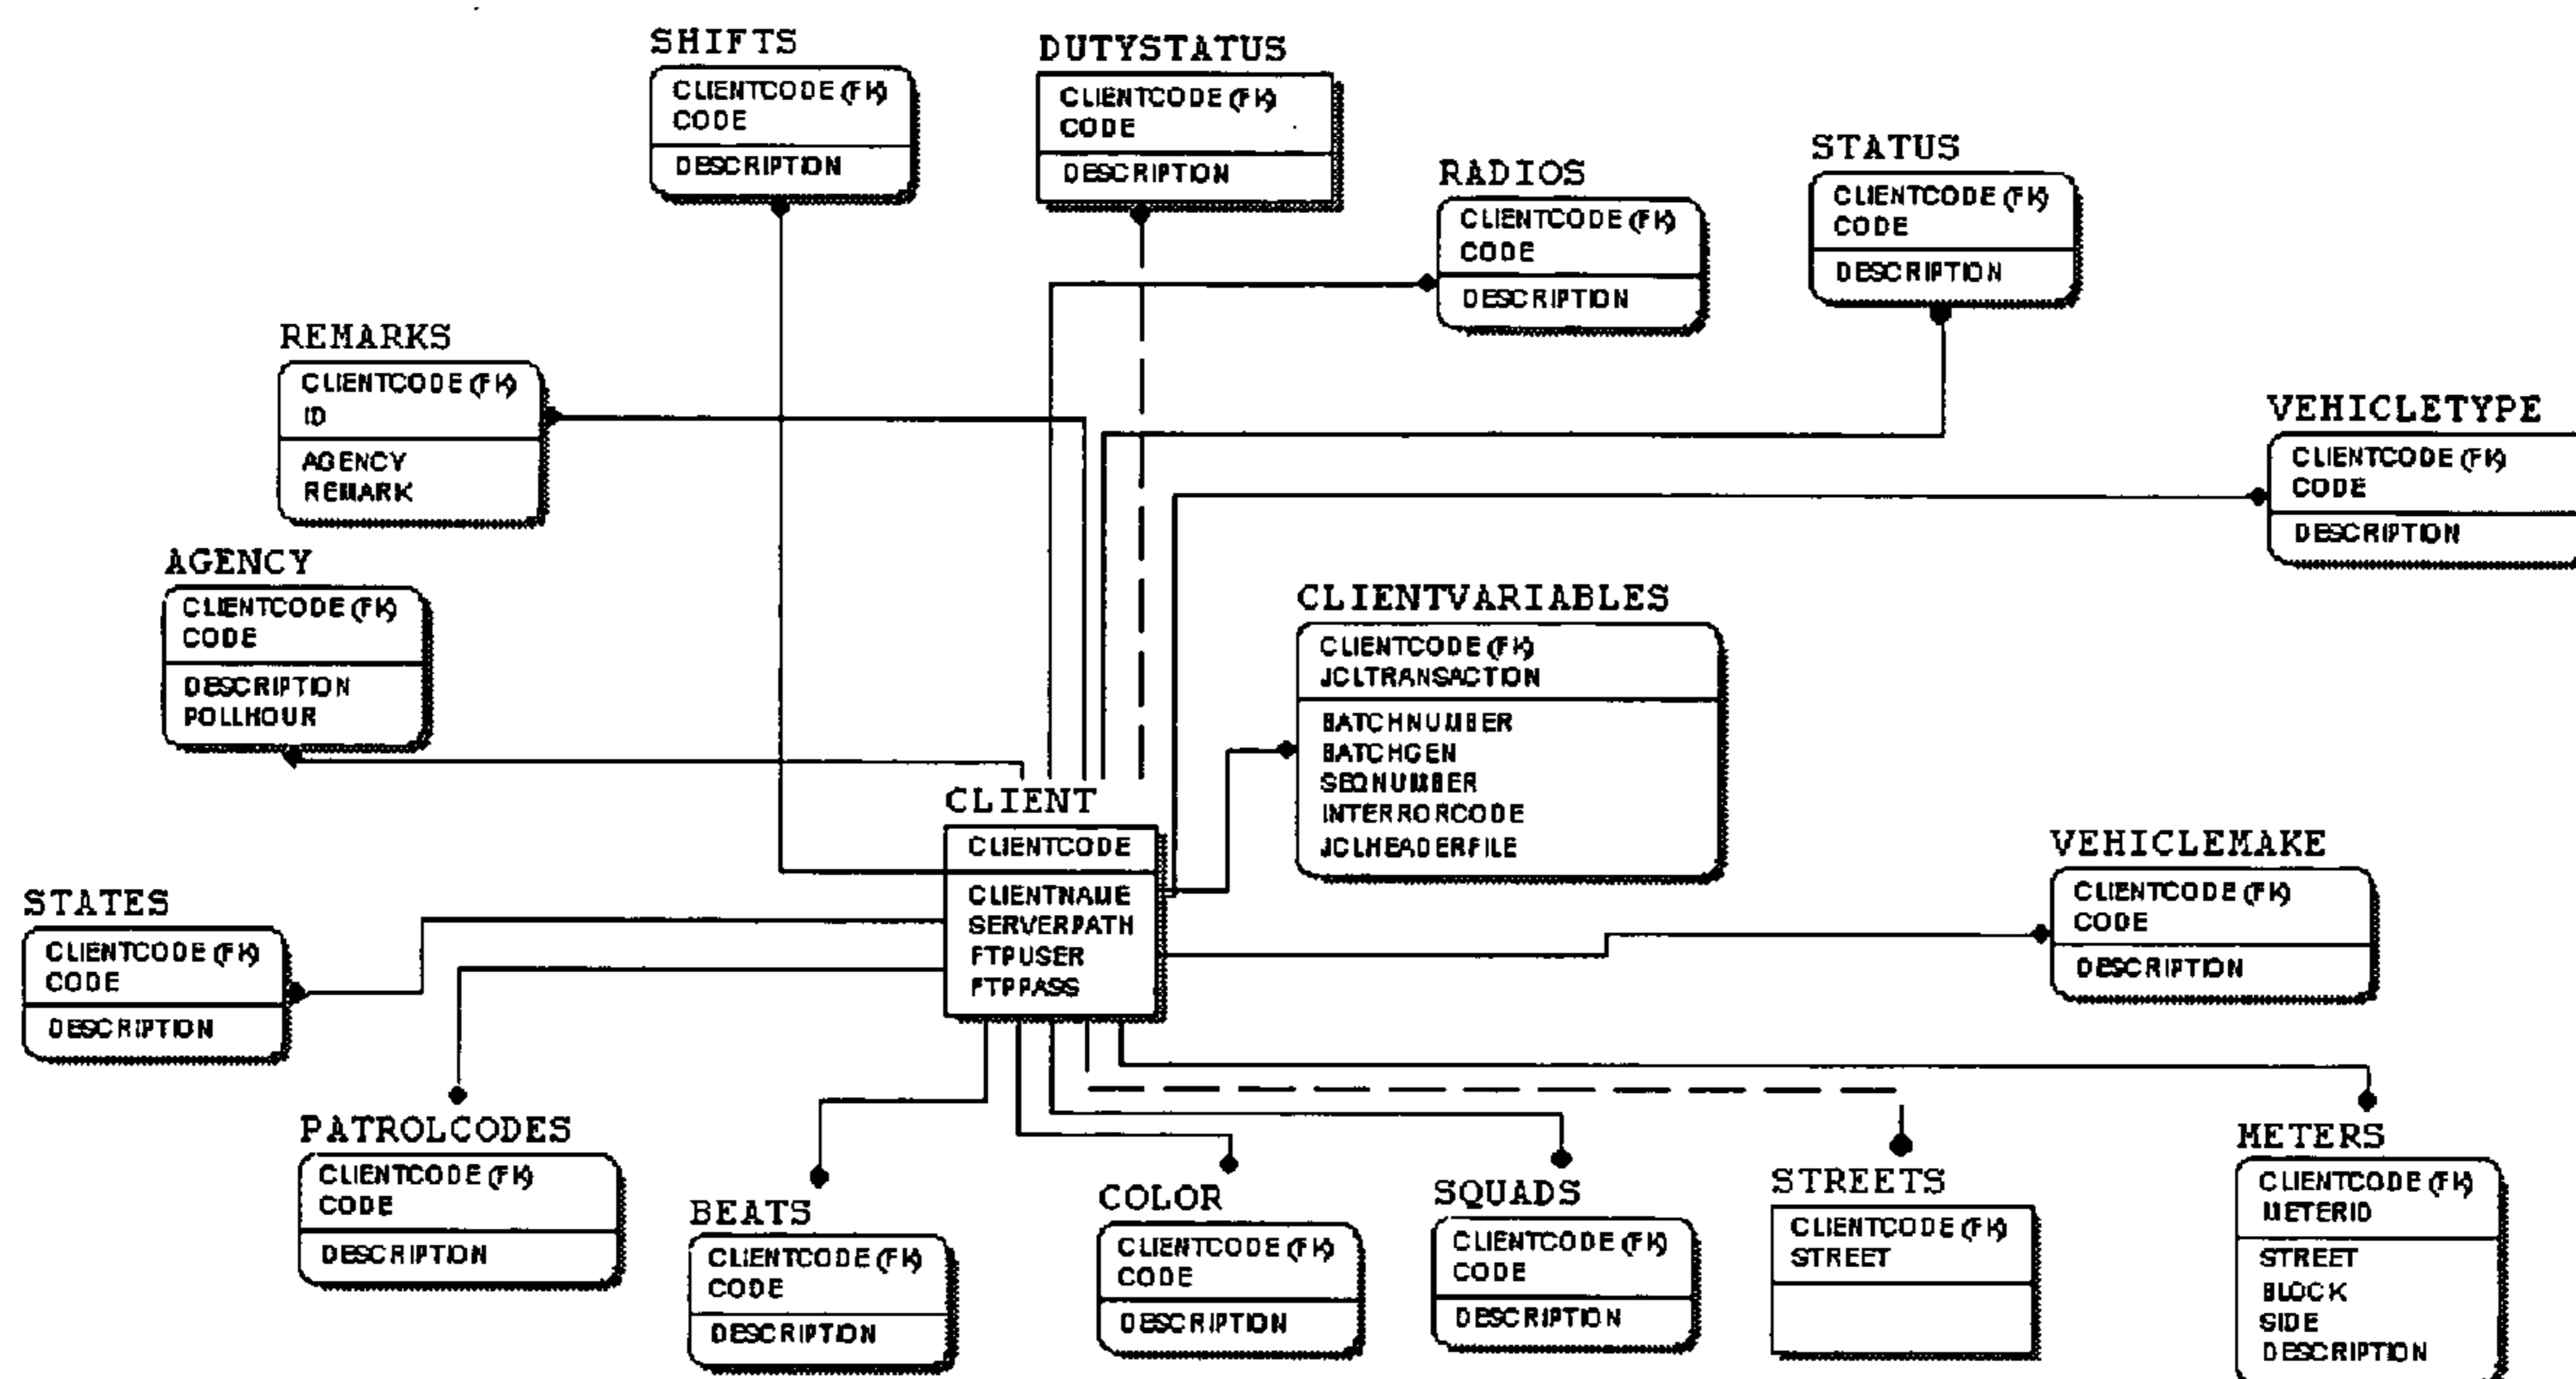 SHIFTS
CLIENTCODE (FK)
CODE
DESCRIPTION
DUTYSTATUS
CLIENTCODE (FK)
CODE
DESCRIPTION
RADIOS
CLIENTCODE (FK)
CODE
DESCRIPTION
STATUS
CLIENTCODE (FK)
CODE
DESCRIPTION
REMARKS
CLIENTCODE (FK)
ID
AGENCY
REMARK
VEHICLETYPE
CLIENTCODE (FK)
CODE
DESCRIPTION
AGENCY
CLIENTCODE (FK)
CODE
DESCRIPTION
POLLHOUR
CLIENTVARIABLES
CLIENTCODE (FK)
JCLTRANSACTION
BATCHNUMBER
BATCHGEN
SEQNUMBER
INTERRORCODE
JCLHEADERFILE
CLIENT
CLIENTCODE
CLIENTNAME
SERVERPATH
FTPUSER
FTPPASS
VEHICLEMAKE
CLIENTCODE (FK)
CODE
DESCRIPTION
STATES
CLIENTCODE (FK)
CODE
DESCRIPTION
PATROLCODES
CLIENTCODE (FK)
CODE
DESCRIPTION
BEATS
CLIENTCODE (FK)
CODE
DESCRIPTION
COLOR
CLIENTCODE (FK)
CODE
DESCRIPTION
SQUADS
CLIENTCODE (FK)
CODE
DESCRIPTION
STREETS
CLIENTCODE (FK)
STREET
METERS
CLIENTCODE (FK)
METERID
STREET
BLOCK
SIDE
DESCRIPTION